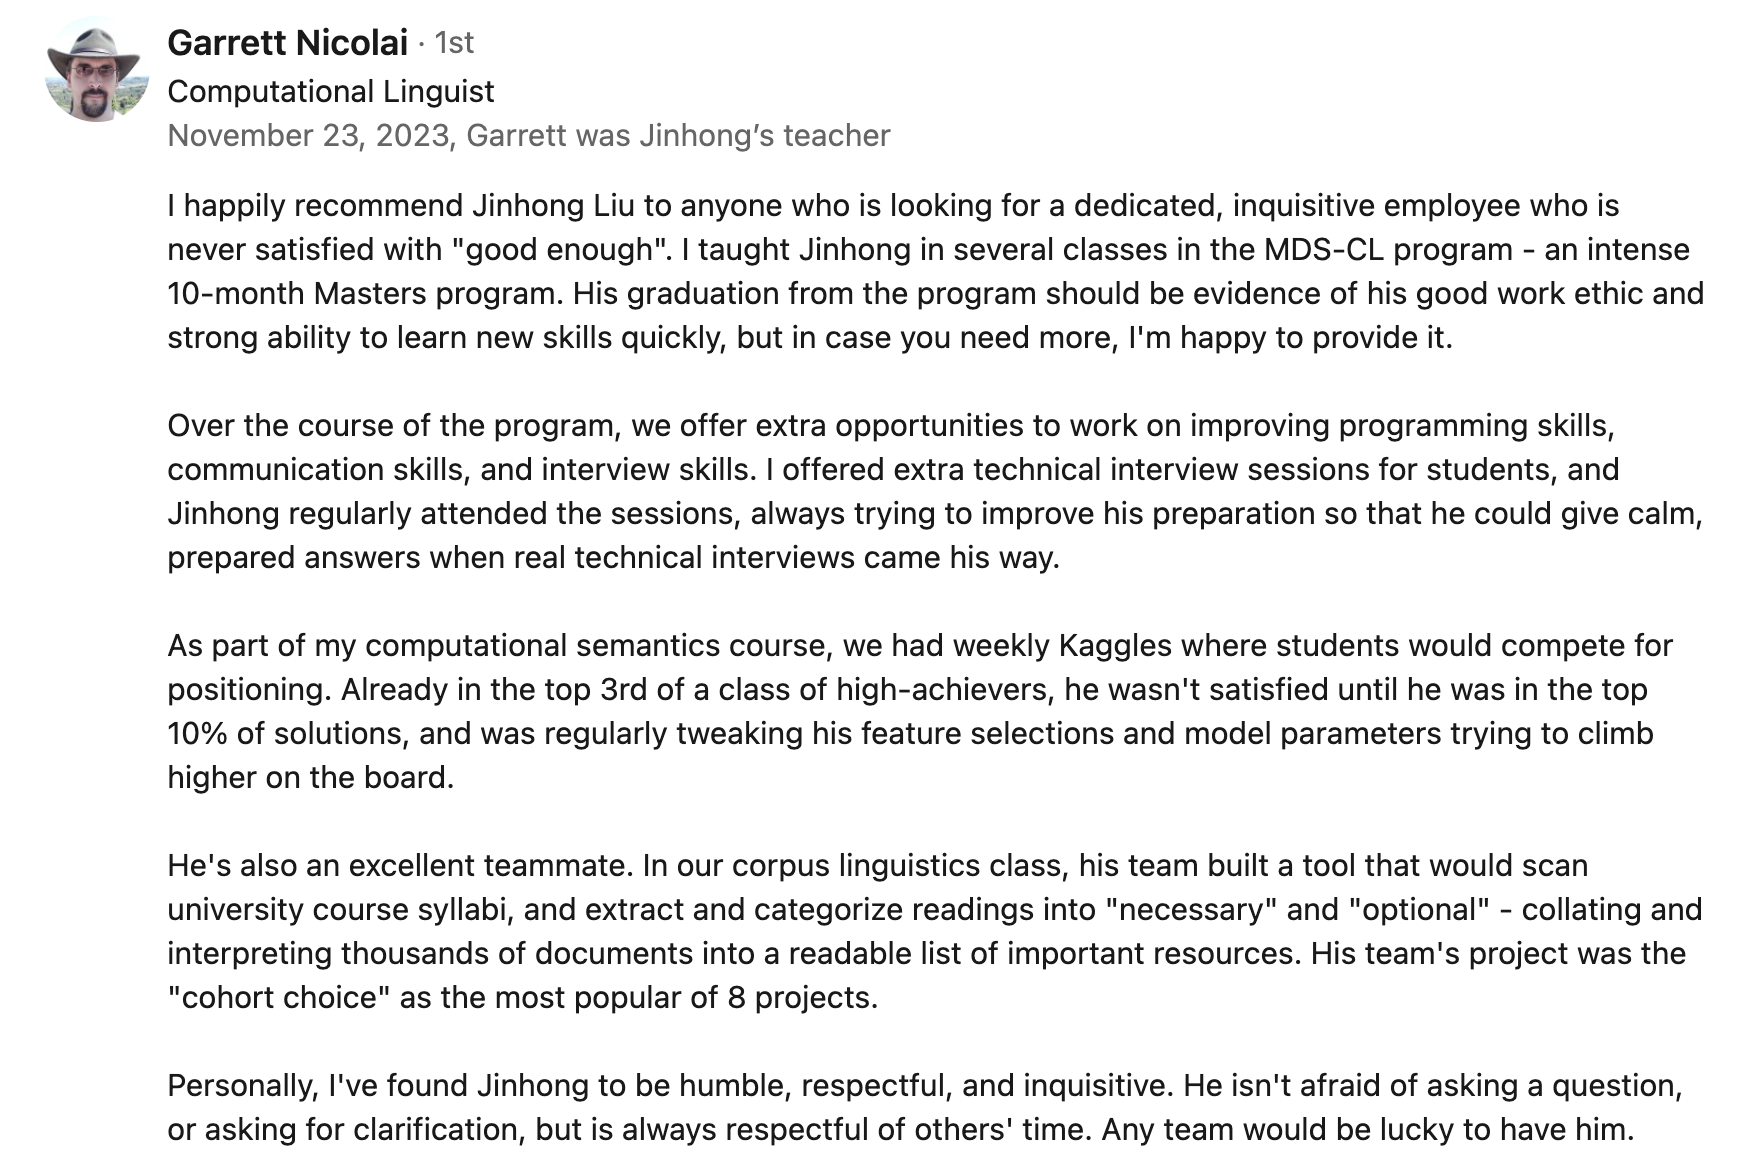 Garrett Nicolai · 1st
Computational Linguist
November 23, 2023, Garrett was Jinhong’s teacher
I happily recommend Jinhong Liu to anyone who is looking for a dedicated, inquisitive employee who is
never satisfied with "good enough". I taught Jinhong in several classes in the MDS-CL program - an intense
10-month Masters program. His graduation from the program should be evidence of his good work ethic and
strong ability to learn new skills quickly, but in case you need more, I'm happy to provide it.
Over the course of the program, we offer extra opportunities to work on improving programming skills,
communication skills, and interview skills. I offered extra technical interview sessions for students, and
Jinhong regularly attended the sessions, always trying to improve his preparation so that he could give calm,
prepared answers when real technical interviews came his way.
As part of my computational semantics course, we had weekly Kaggles where students would compete for
positioning. Already in the top 3rd of a class of high-achievers, he wasn't satisfied until he was in the top
10% of solutions, and was regularly tweaking his feature selections and model parameters trying to climb
higher on the board.
He's also an excellent teammate. In our corpus linguistics class, his team built a tool that would scan
university course syllabi, and extract and categorize readings into "necessary" and "optional" - collating and
interpreting thousands of documents into a readable list of important resources. His team's project was the
"cohort choice" as the most popular of 8 projects.
Personally, I've found Jinhong to be humble, respectful, and inquisitive. He isn't afraid of asking a question,
or asking for clarification, but is always respectful of others' time. Any team would be lucky to have him.